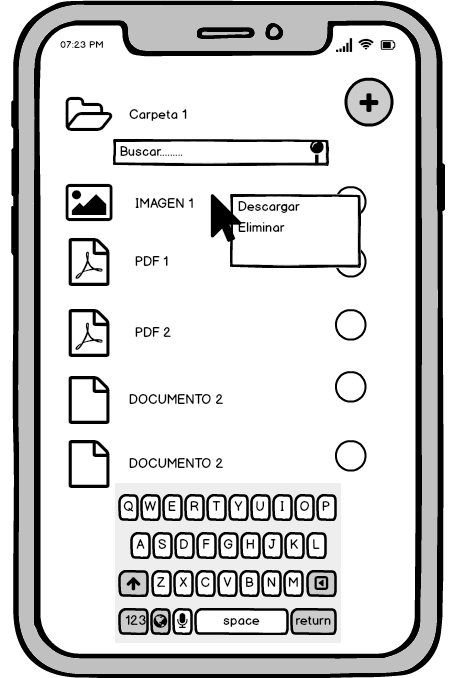 07:23 PM
Carpeta 1
Buscar.........
IMAGEN 1
Descargar
Eliminar
PDF 1
PDF 2
DOCUMENTO 2
DOCUMENTO 2
Q W E R T Y U I O P
A S D F G H J K L
Z X C V B N M
123 space return